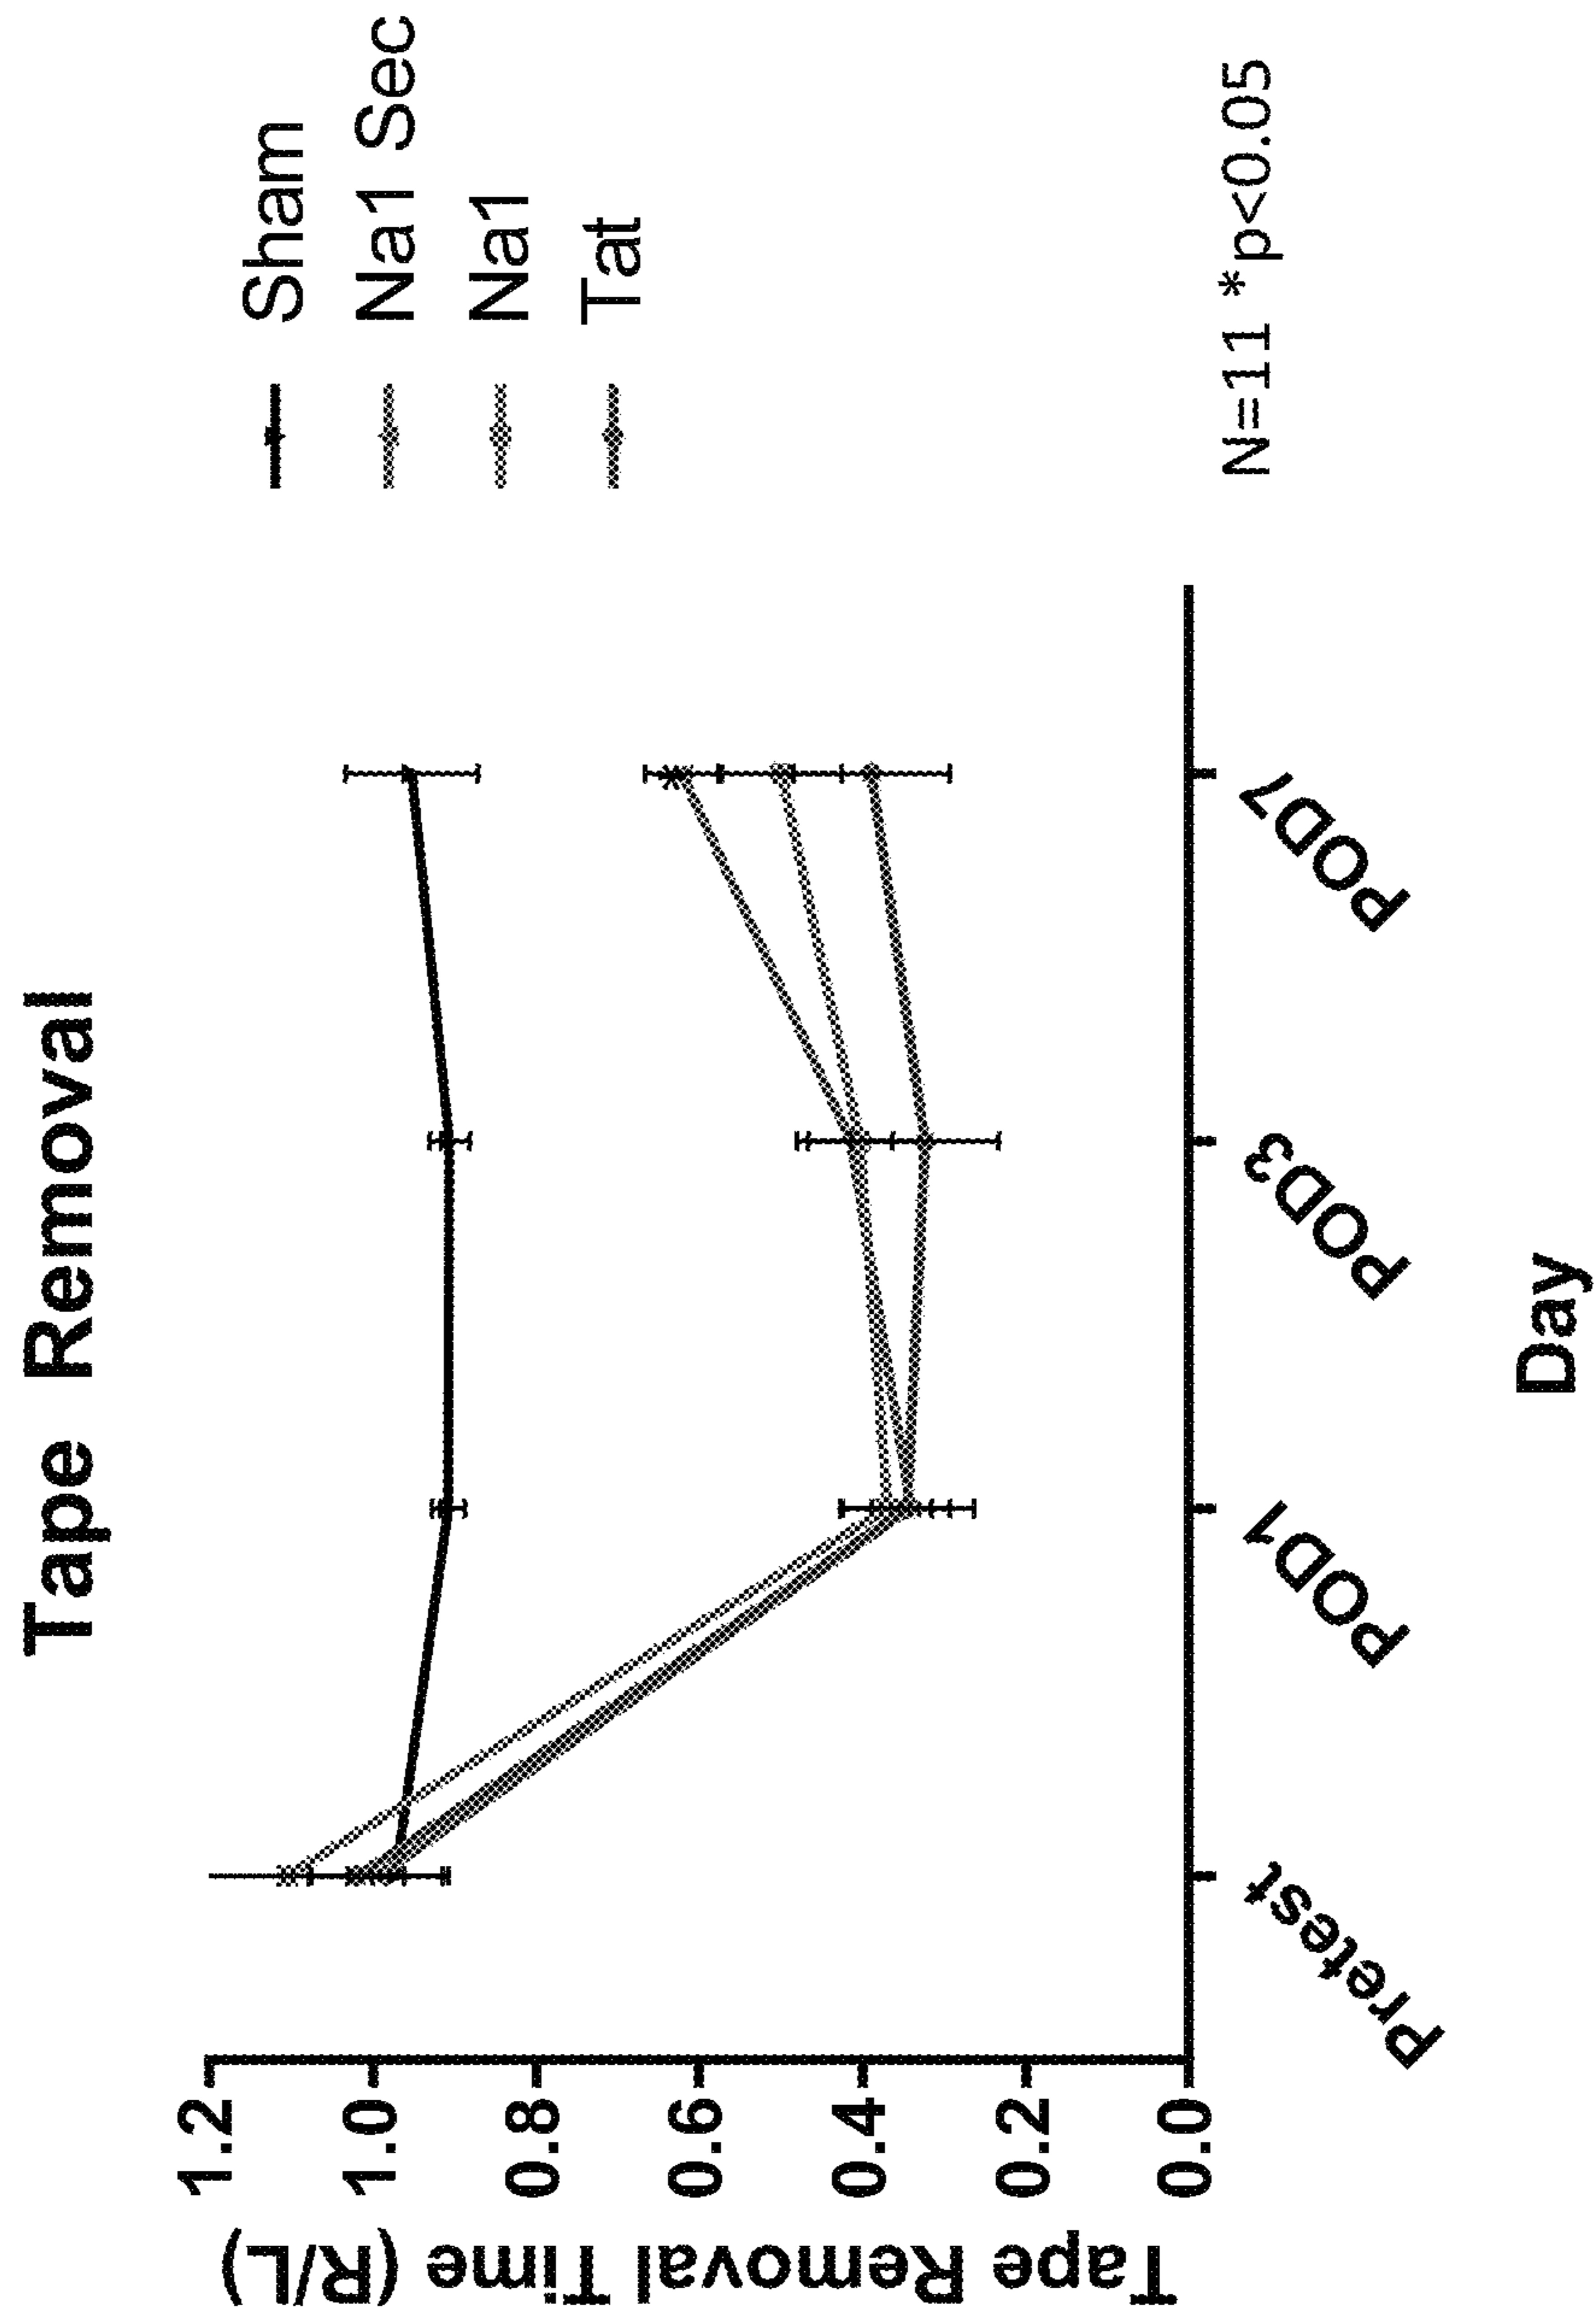 Tape Removal
Sham
Na1 Sec
Na1
Tat
Tape Removal Time (R/L)
1.2
1.0
0.8
0.6
0.4
0.2
0.0
*
Pretest
POD1
POD3
POD7
Day
N=11 *p<0.05